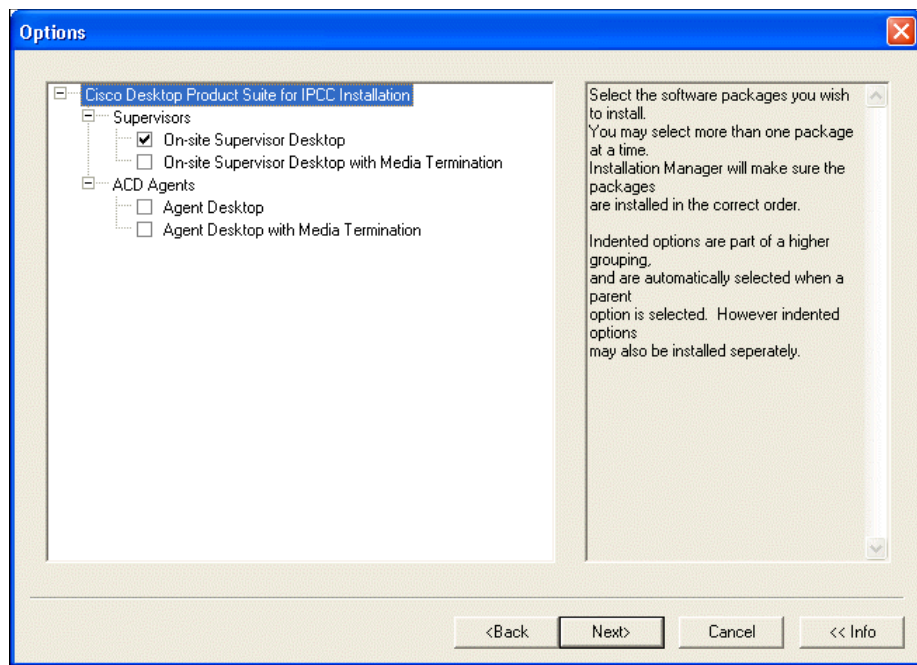 Options
Cisco Desktop Product Suite for IPCC Installation
Supervisors
On-site Supervisor Desktop
On-site Supervisor Desktop with Media Termination
ACD Agents
Agent Desktop
Agent Desktop with Media Termination
Select the software packages you wish
to install.
You may select more than one package
at a time.
Installation Manager will make sure the
packages
are installed in the correct order.
Indented options are part of a higher
grouping,
and are automatically selected when a
parent
option is selected.  However indented
options
may also be installed seperately.
<Back
Next>
Cancel
<< Info